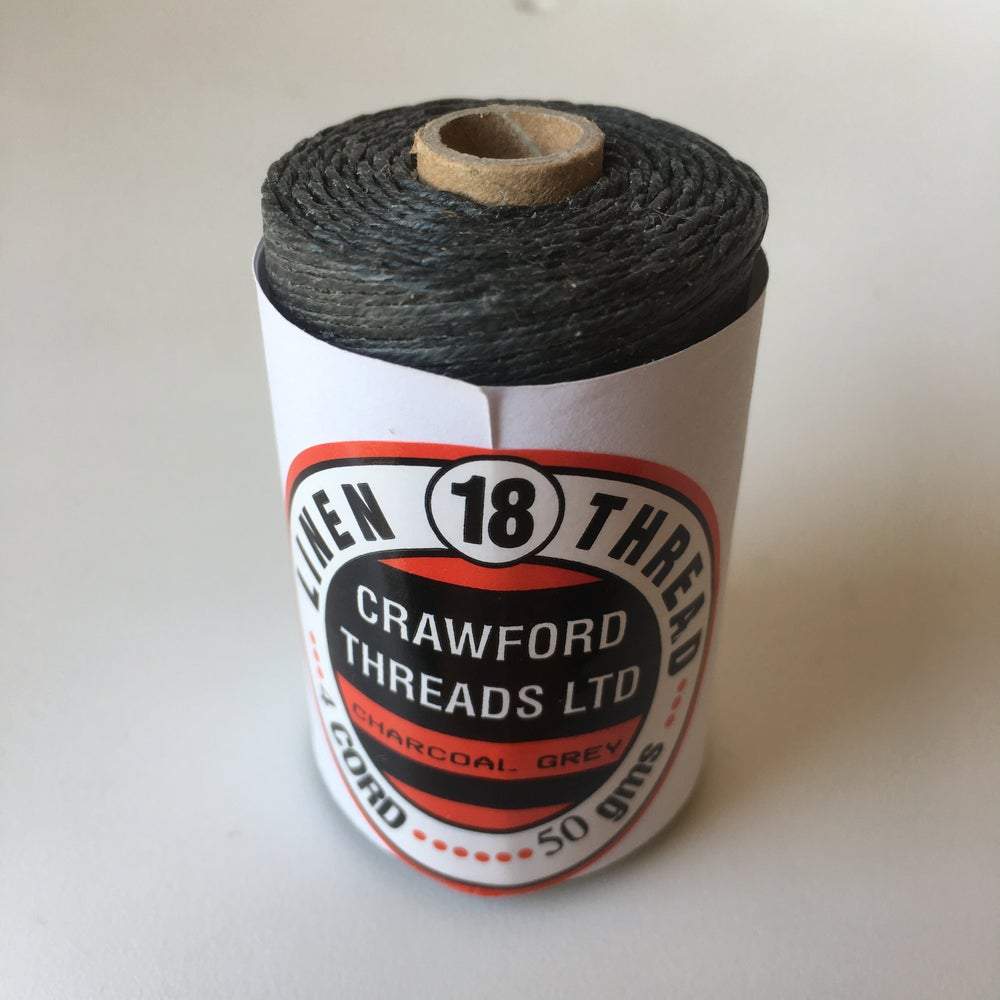 LINEN 18 THREAD
CRAWFORD
THREADS LTD
CHARCOAL GREY
4 CORD 50 gms